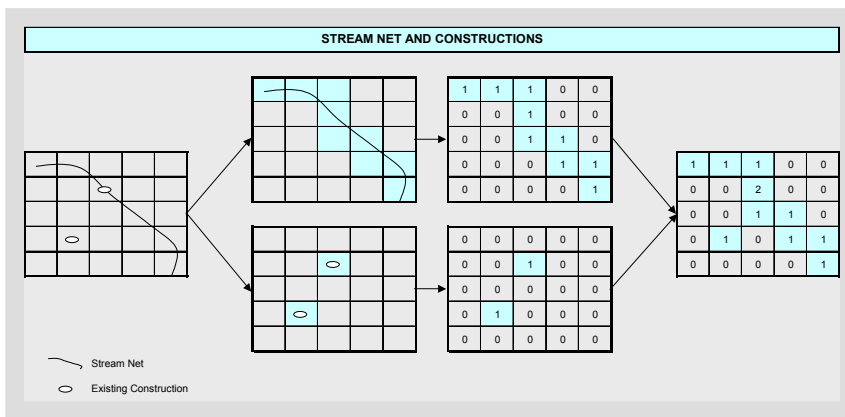 STREAM NET AND CONSTRUCTIONS
1 1 1 0 0
0 0 1 0 0
0 0 1 1 0
0 0 0 1 1
0 0 0 0 1
1 1 1 0 0
0 0 2 0 0
0 0 1 1 0
0 1 0 1 1
0 0 0 0 1
0 0 0 0 0
0 0 1 0 0
0 0 0 0 0
0 1 0 0 0
0 0 0 0 0
Stream Net
Existing Construction